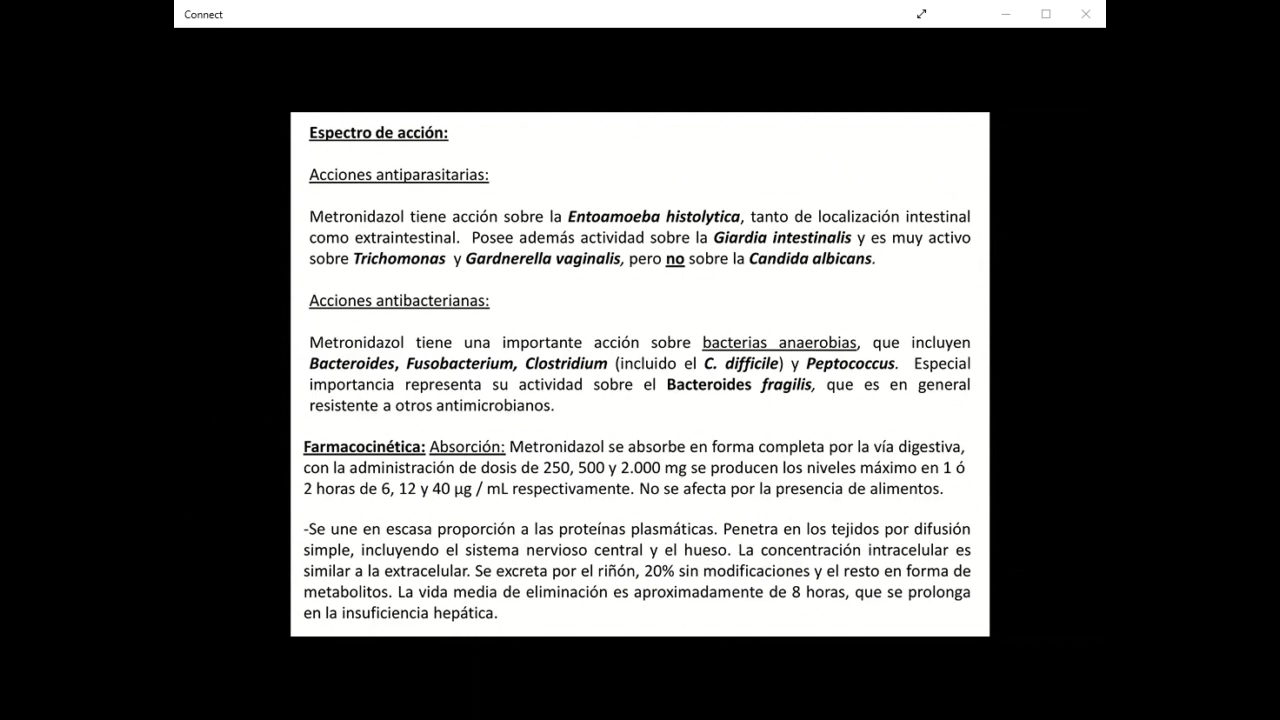 Connect
Espectro de acción:
Acciones antiparasitarias:
Metronidazol tiene acción sobre la Entoamoeba histolytica, tanto de localización intestinal
como extraintestinal. Posee además actividad sobre la Giardia intestinalis y es muy activo
sobre Trichomonas y Gardnerella vaginalis, pero no sobre la Candida albicans.
Acciones antibacterianas:
Metronidazol tiene una importante acción sobre bacterias anaerobias, que incluyen
Bacteroides, Fusobacterium, Clostridium (incluido el C. difficile) y Peptococcus. Especial
importancia representa su actividad sobre el Bacteroides fragilis, que es en general
resistente a otros antimicrobianos.
Farmacocinética: Absorción: Metronidazol se absorbe en forma completa por la vía digestiva,
con la administración de dosis de 250, 500 y 2.000 mg se producen los niveles máximo en 1 ó
2 horas de 6, 12 y 40 µg / mL respectivamente. No se afecta por la presencia de alimentos.
-Se une en escasa proporción a las proteínas plasmáticas. Penetra en los tejidos por difusión
simple, incluyendo el sistema nervioso central y el hueso. La concentración intracelular es
similar a la extracelular. Se excreta por el riñón, 20% sin modificaciones y el resto en forma de
metabolitos. La vida media de eliminación es aproximadamente de 8 horas, que se prolonga
en la insuficiencia hepática.